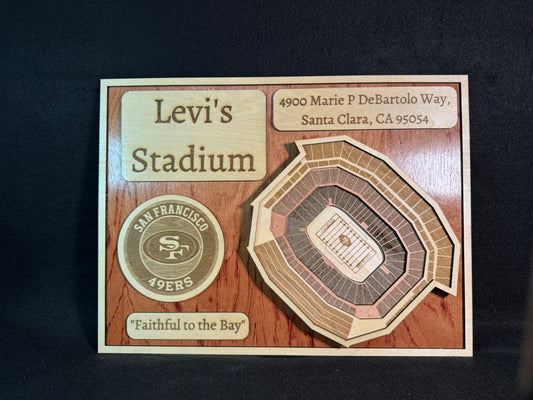 Levi's
Stadium
4900 Marie P DeBartolo Way,
Santa Clara, CA 95054
SAN FRANCISCO
SF
49ERS
"Faithful to the Bay"